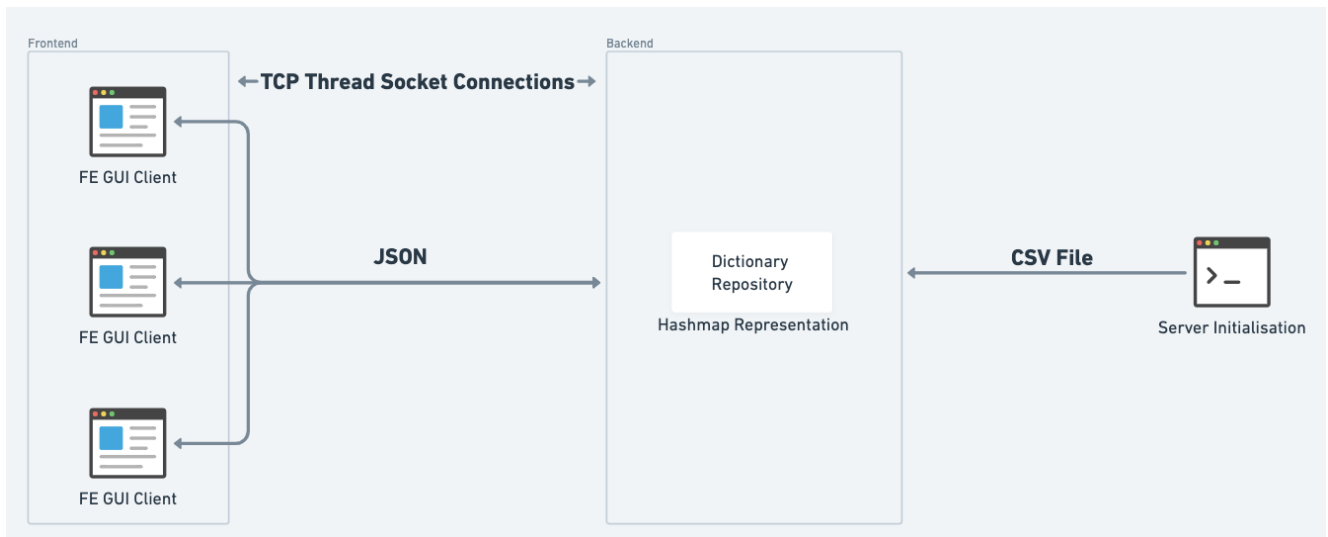 Frontend
Backend
TCP Thread Socket Connections
FE GUI Client
JSON
CSV File
Dictionary
Repository
Hashmap Representation
Server Initialisation
FE GUI Client
FE GUI Client